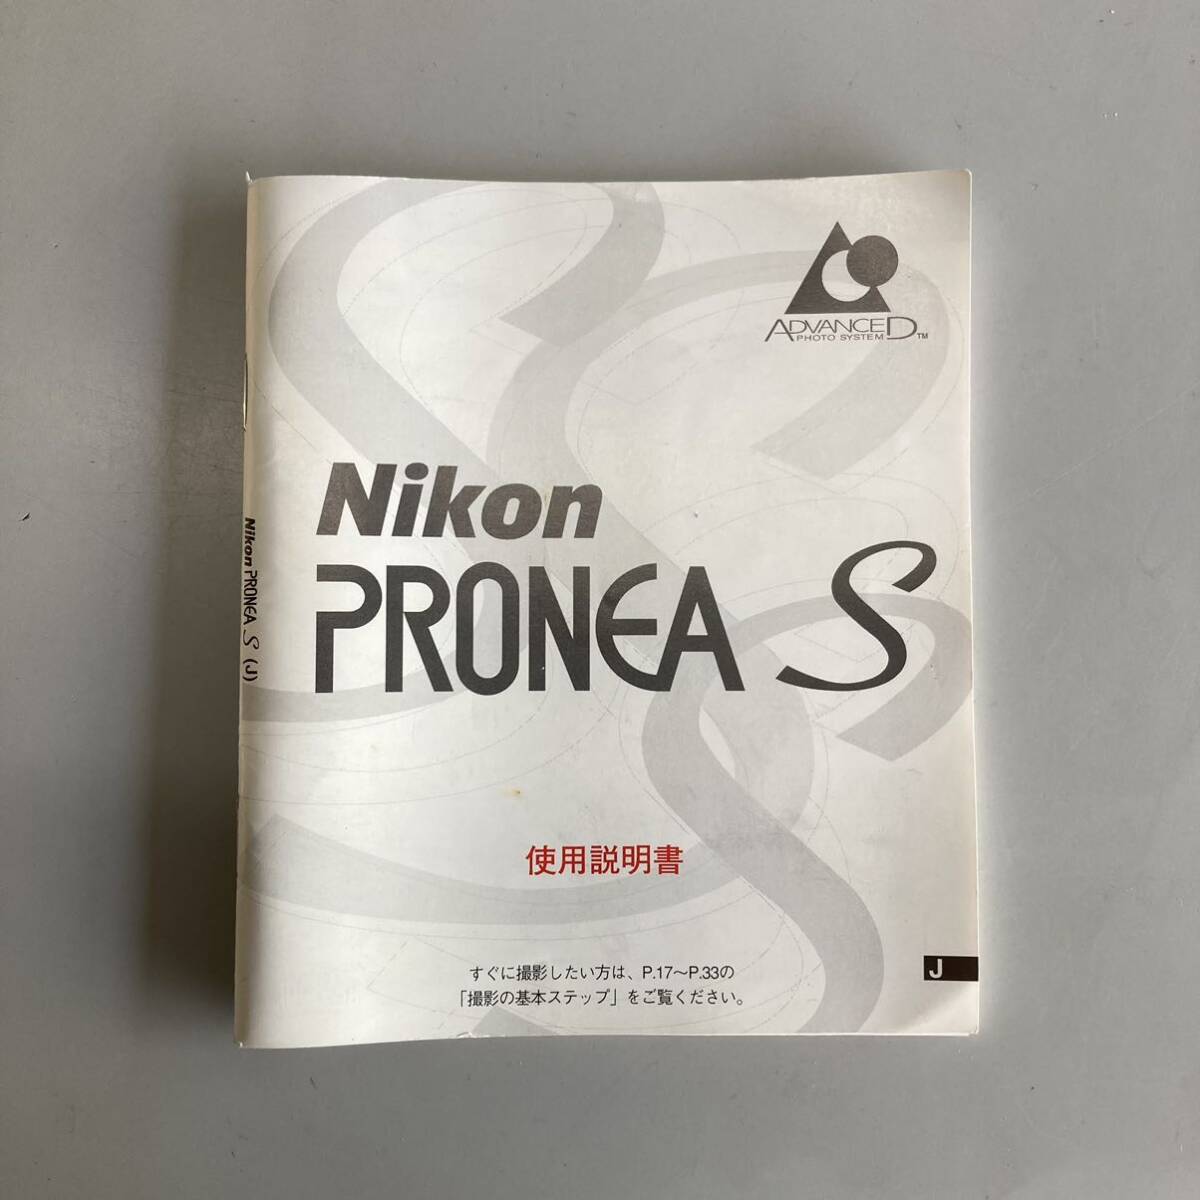 ADVANCED
PHOTO SYSTEM TM
Nikon
PRONEA S
Nikon PRONEA S (J)
使用説明書
すぐに撮影したい方は、P.17～P.33の
「撮影の基本ステップ」をご覧ください。
J